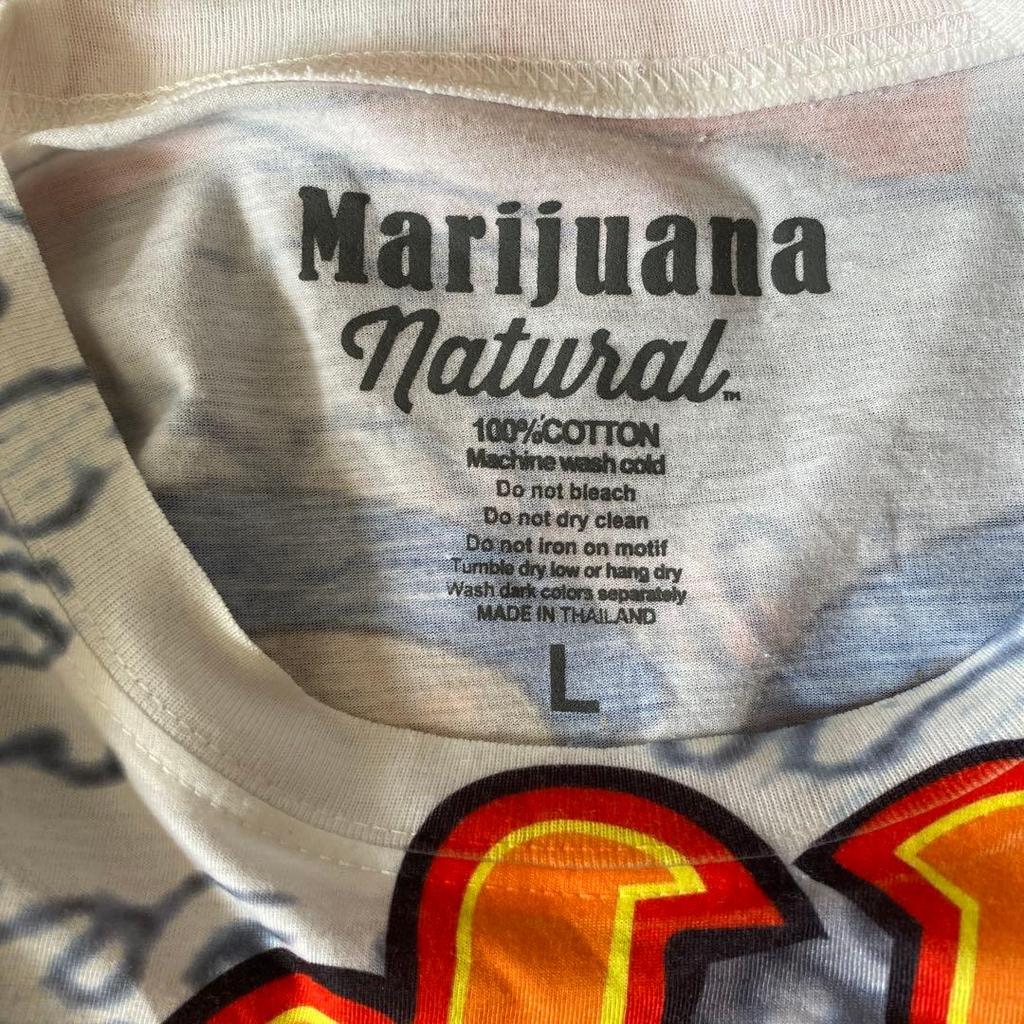 Marijuana
Natural™
100% COTTON
Machine wash cold
Do not bleach
Do not dry clean
Do not iron on motif
Tumble dry low or hang dry
Wash dark colors separately
MADE IN THAILAND
L